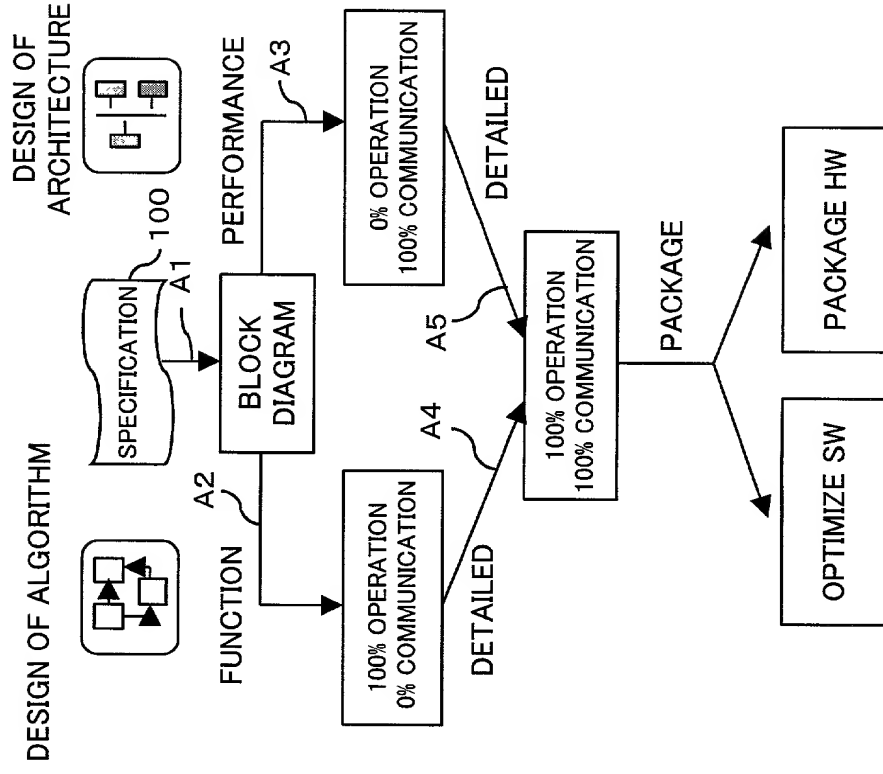 DESIGN OF ALGORITHM
DESIGN OF
ARCHITECTURE
100
SPECIFICATION
A1
A2
FUNCTION
BLOCK
DIAGRAM
PERFORMANCE
A3
100% OPERATION
0% COMMUNICATION
0% OPERATION
100% COMMUNICATION
DETAILED
A4
A5
DETAILED
100% OPERATION
100% COMMUNICATION
PACKAGE
OPTIMIZE SW
PACKAGE HW